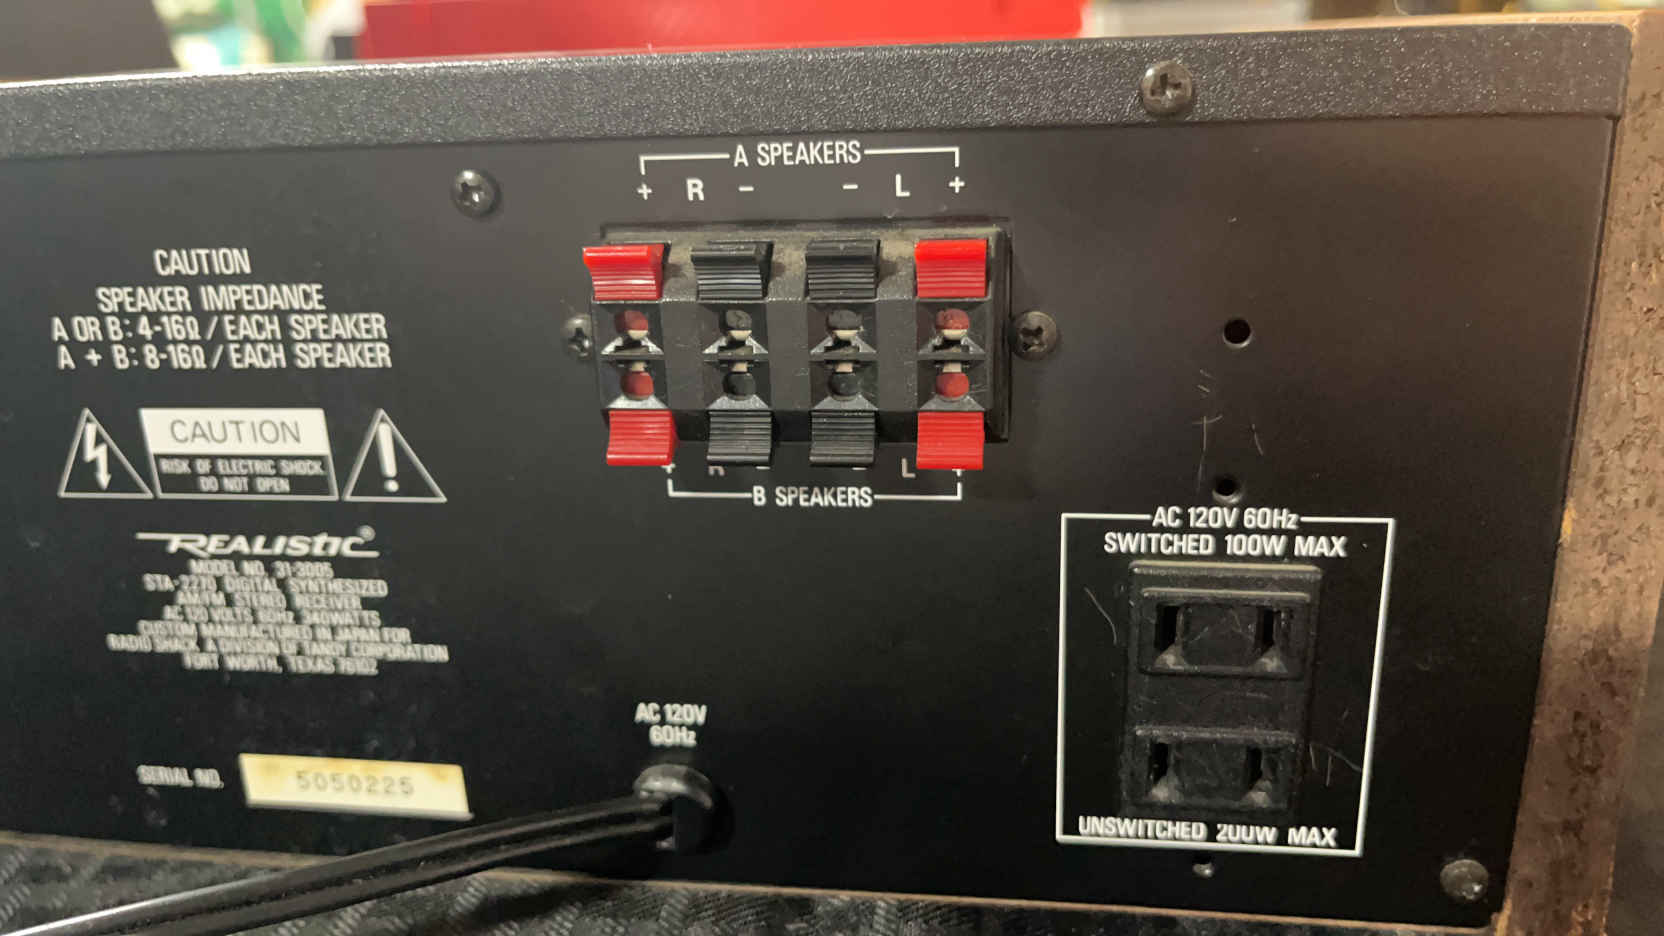 A SPEAKERS
+ R − − L +
CAUTION
SPEAKER IMPEDANCE
A OR B: 4-16Ω / EACH SPEAKER
A + B: 8-16Ω / EACH SPEAKER
CAUTION
RISK OF ELECTRIC SHOCK
DO NOT OPEN
+ R − − L +
B SPEAKERS
REALISTIC®
MODEL NO. 31-3005
STA-2270 DIGITAL SYNTHESIZED
AM/FM STEREO RECEIVER
AC 120 VOLTS 60Hz 340WATTS
CUSTOM MANUFACTURED IN JAPAN FOR
RADIO SHACK, A DIVISION OF TANDY CORPORATION
FORT WORTH, TEXAS 76102
SERIAL NO. 5050225
AC 120V
60Hz
AC 120V 60Hz
SWITCHED 100W MAX
UNSWITCHED 200W MAX